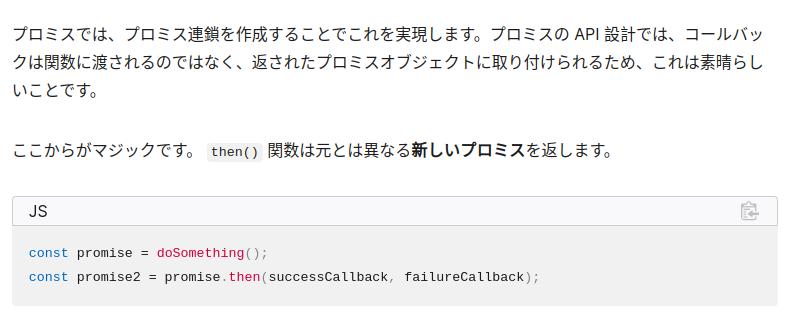 プロミスでは、プロミス連鎖を作成することでこれを実現します。プロミスの API 設計では、コールバッ
クは関数に渡されるのではなく、返されたプロミスオブジェクトに取り付けられるため、これは素晴らし
いことです。
ここからがマジックです。 then() 関数は元とは異なる新しいプロミスを返します。
JS
const promise = doSomething();
const promise2 = promise.then(successCallback, failureCallback);